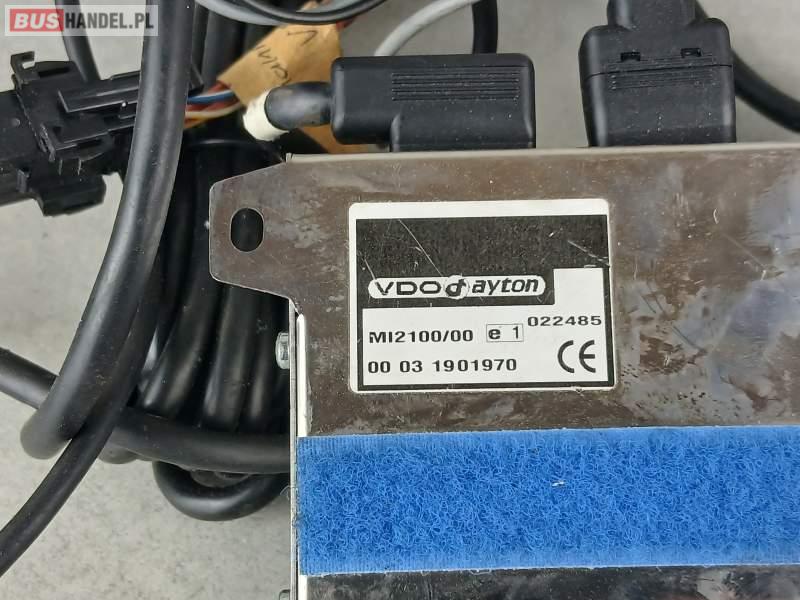 BUSHANDEL.PL
VDO dayton
MI2100/00 e 1 022485
00 03 1901970 CE